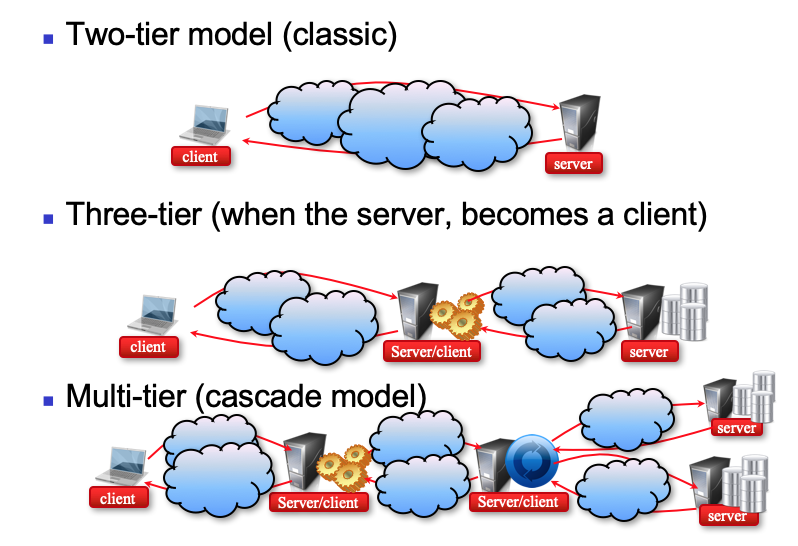 Two-tier model (classic)
client
server
Three-tier (when the server, becomes a client)
client
Server/client
server
Multi-tier (cascade model)
server
client
Server/client
Server/client
server